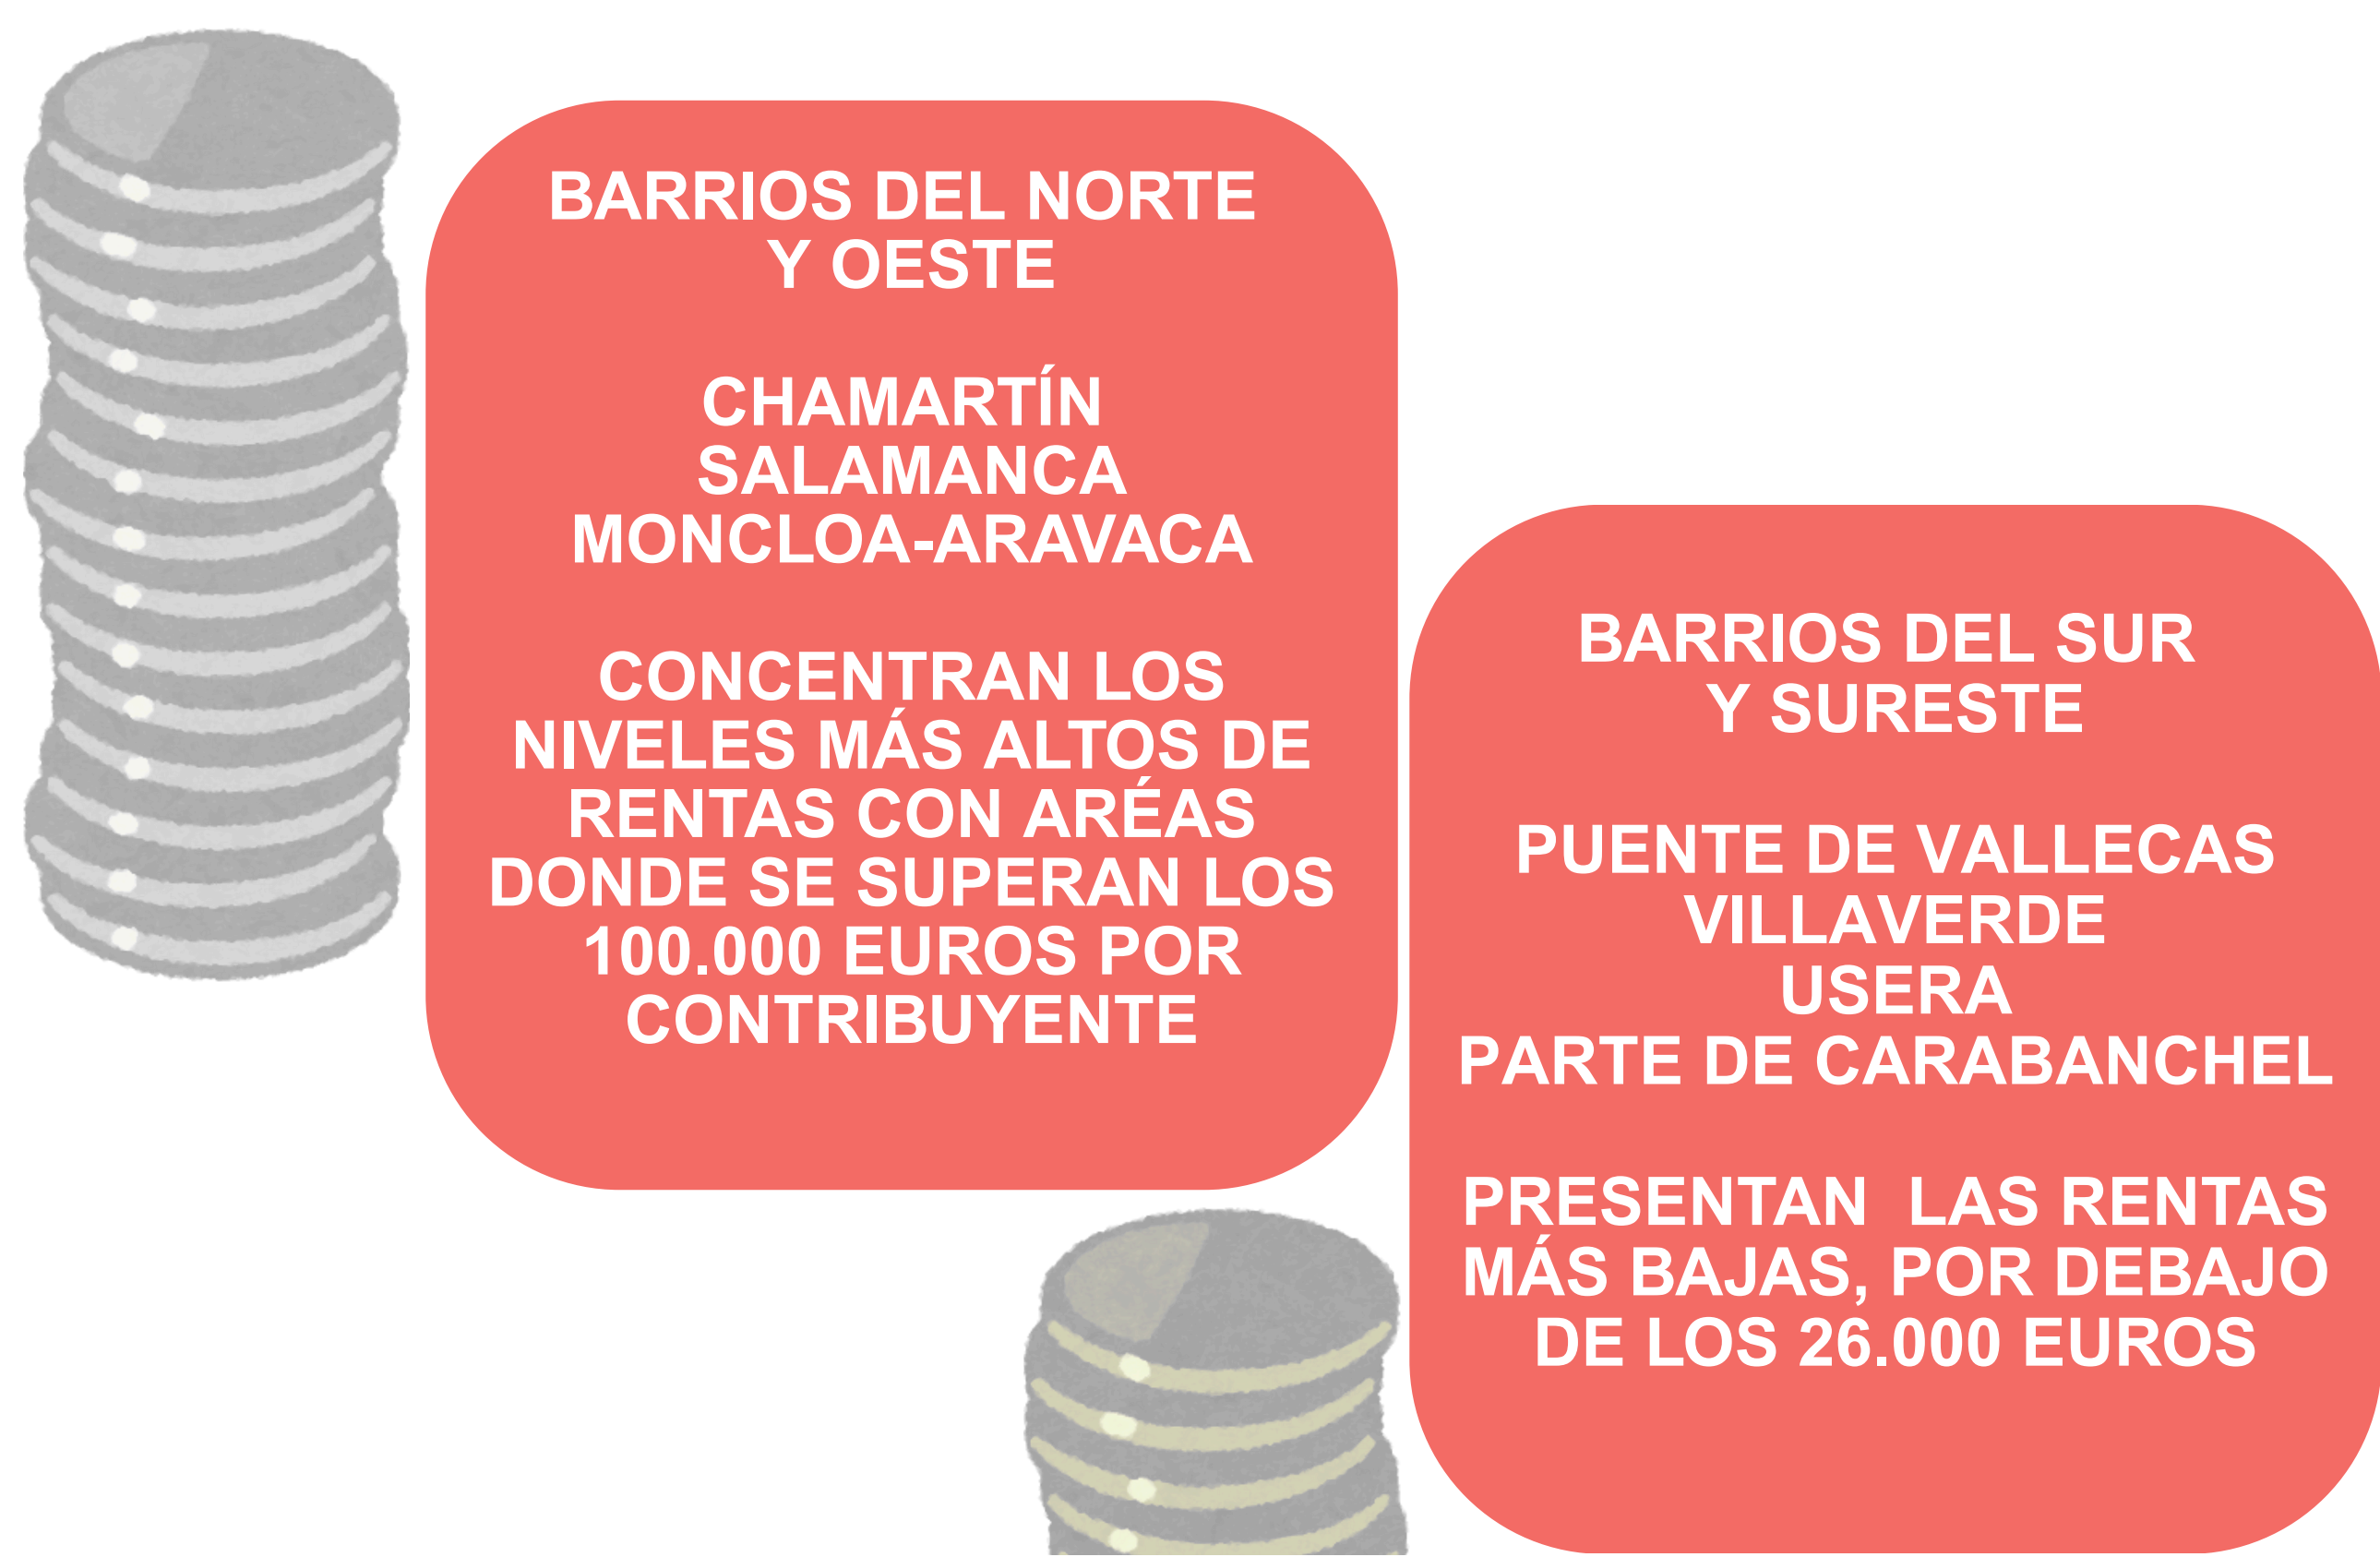 BARRIOS DEL NORTE
Y OESTE
CHAMARTÍN
SALAMANCA
MONCLOA-ARAVACA
CONCENTRAN LOS
NIVELES MÁS ALTOS DE
RENTAS CON ARÉAS
DONDE SE SUPERAN LOS
100.000 EUROS POR
CONTRIBUYENTE
BARRIOS DEL SUR
Y SURESTE
PUENTE DE VALLECAS
VILLAVERDE
USERA
PARTE DE CARABANCHEL
PRESENTAN  LAS RENTAS
MÁS BAJAS, POR DEBAJO
DE LOS 26.000 EUROS